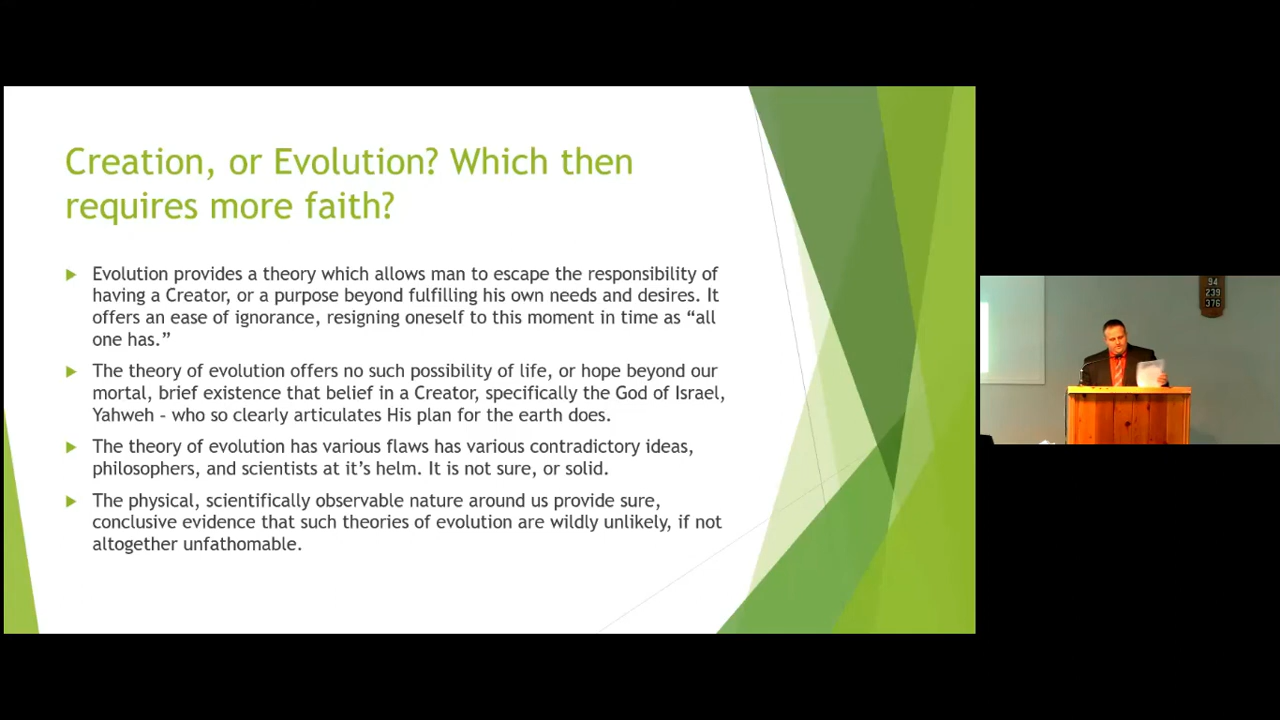 Creation, or Evolution? Which then
requires more faith?
Evolution provides a theory which allows man to escape the responsibility of
having a Creator, or a purpose beyond fulfilling his own needs and desires. It
offers an ease of ignorance, resigning oneself to this moment in time as “all
one has.”
The theory of evolution offers no such possibility of life, or hope beyond our
mortal, brief existence that belief in a Creator, specifically the God of Israel,
Yahweh – who so clearly articulates His plan for the earth does.
The theory of evolution has various flaws has various contradictory ideas,
philosophers, and scientists at it’s helm. It is not sure, or solid.
The physical, scientifically observable nature around us provide sure,
conclusive evidence that such theories of evolution are wildly unlikely, if not
altogether unfathomable.
94
239
376